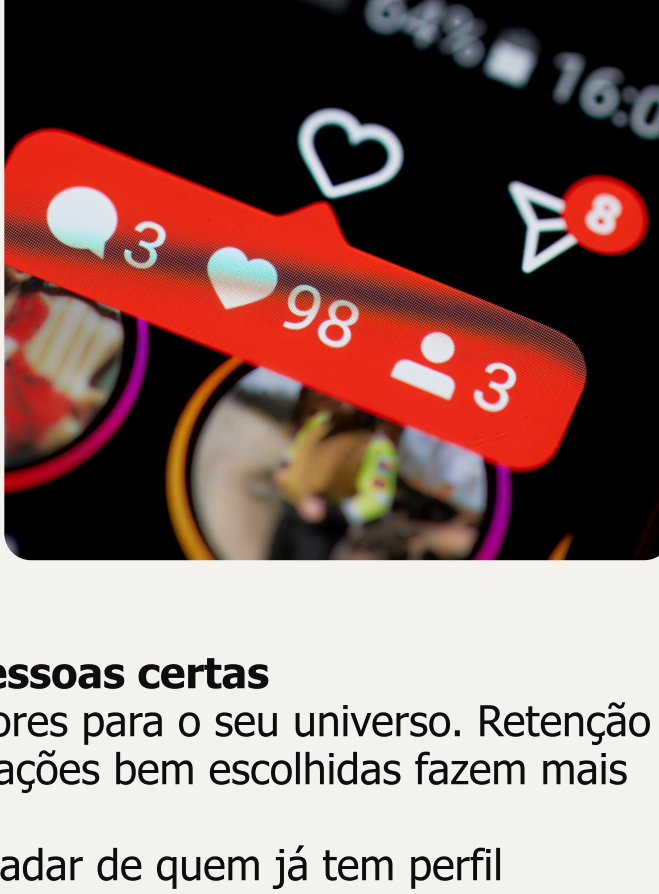 64% 16:0
8
3 98 3
essoas certas
ores para o seu universo. Retenção
ações bem escolhidas fazem mais
adar de quem já tem perfil